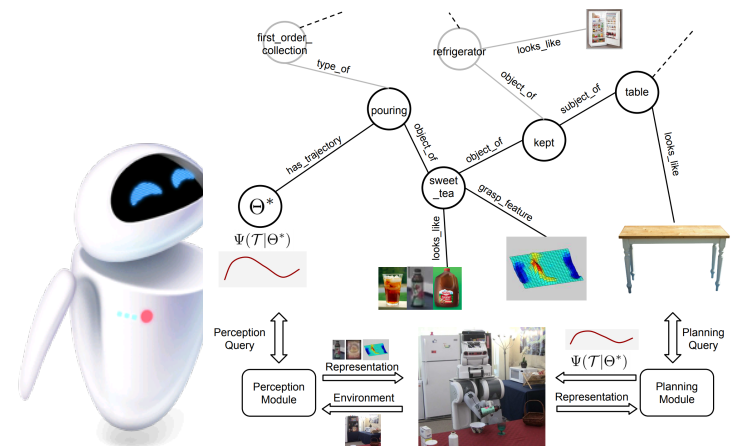 first_order_
collection
refrigerator
looks_like
type_of
object_of
subject_of
table
pouring
kept
has_trajectory
object_of
object_of
looks_like
sweet
_tea
grasp_feature
Θ*
Ψ(𝒯|Θ*)
looks_like
Perception
Query
Planning
Query
Representation
Ψ(𝒯|Θ*)
Perception
Module
Environment
Representation
Planning
Module